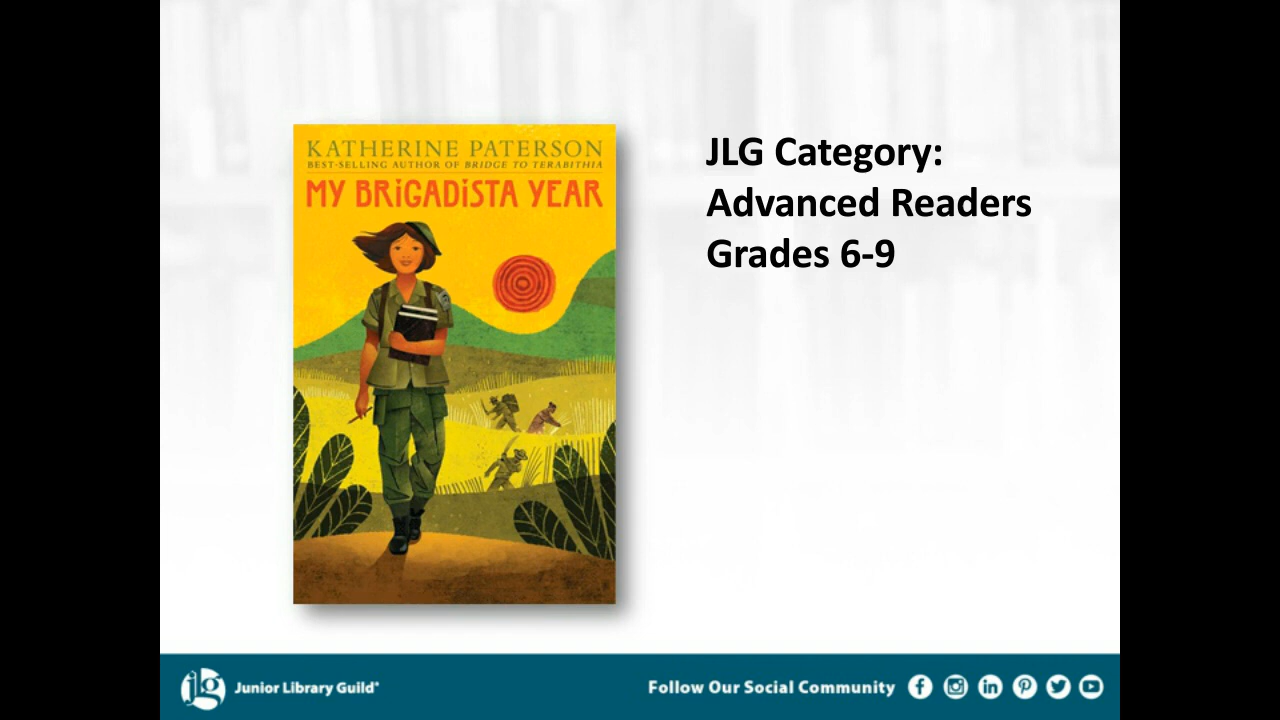 KATHERINE PATERSON
BEST-SELLING AUTHOR OF BRIDGE TO TERABITHIA
MY BRiGADiSTA YEAR
JLG Category:
Advanced Readers
Grades 6-9
jlg
Junior Library Guild®
Follow Our Social Community